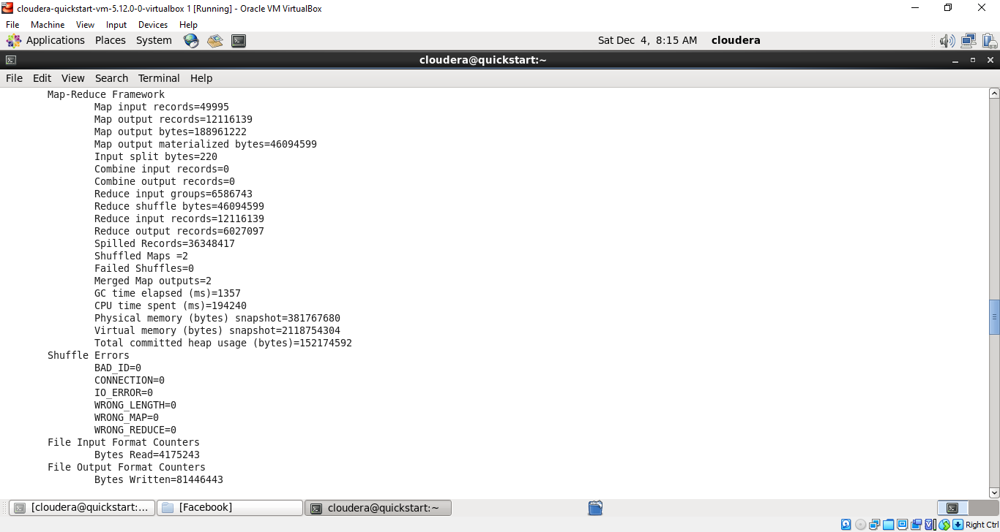 cloudera-quickstart-vm-5.12.0-0-virtualbox 1 [Running] - Oracle VM VirtualBox
File Machine View Input Devices Help
Applications Places System Sat Dec 4, 8:15 AM cloudera
cloudera@quickstart:~
File Edit View Search Terminal Help
Map-Reduce Framework
Map input records=49995
Map output records=12116139
Map output bytes=188961222
Map output materialized bytes=46094599
Input split bytes=220
Combine input records=0
Combine output records=0
Reduce input groups=6586743
Reduce shuffle bytes=46094599
Reduce input records=12116139
Reduce output records=6027097
Spilled Records=36348417
Shuffled Maps =2
Failed Shuffles=0
Merged Map outputs=2
GC time elapsed (ms)=1357
CPU time spent (ms)=194240
Physical memory (bytes) snapshot=381767680
Virtual memory (bytes) snapshot=2118754304
Total committed heap usage (bytes)=152174592
Shuffle Errors
BAD_ID=0
CONNECTION=0
IO_ERROR=0
WRONG_LENGTH=0
WRONG_MAP=0
WRONG_REDUCE=0
File Input Format Counters
Bytes Read=4175243
File Output Format Counters
Bytes Written=81446443
[cloudera@quickstart:... [Facebook] cloudera@quickstart:~
Right Ctrl